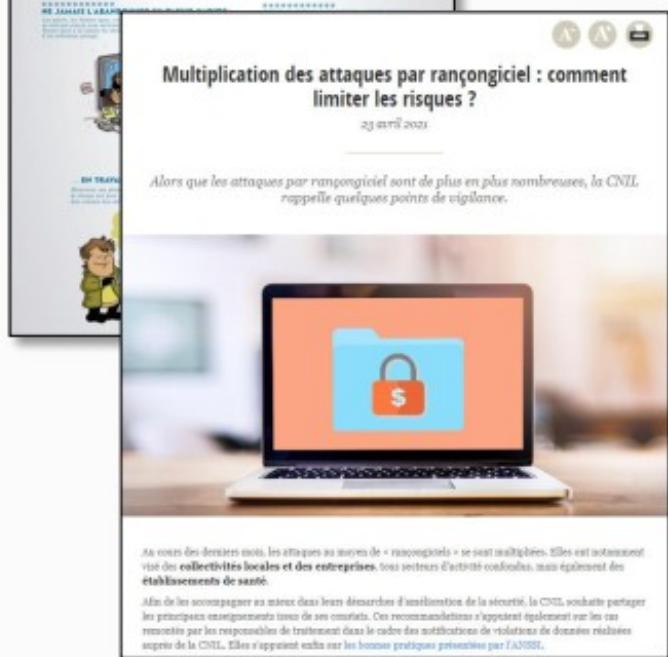 NE JAMAIS L'ABANDONNER
EN TRAV
A- A+
Multiplication des attaques par rançongiciel : comment
limiter les risques ?
23 avril 2021
Alors que les attaques par rançongiciel sont de plus en plus nombreuses, la CNIL
rappelle quelques points de vigilance.
$
Au cours des derniers mois, les attaques au moyen de « rançongiciels » se sont multipliées. Elles ont notamment
visé des collectivités locales et des entreprises, tous secteurs d'activité confondus, mais également des
établissements de santé.
Afin de les accompagner au mieux dans leurs démarches d'amélioration de la sécurité, la CNIL souhaite partager
les principaux enseignements issus de ses constats. Ces recommandations s'appuient également sur les cas
remontés par les responsables de traitement dans le cadre des notifications de violations de données réalisées
auprès de la CNIL. Elles s'appuient enfin sur les bonnes pratiques présentées par l'ANSSI.